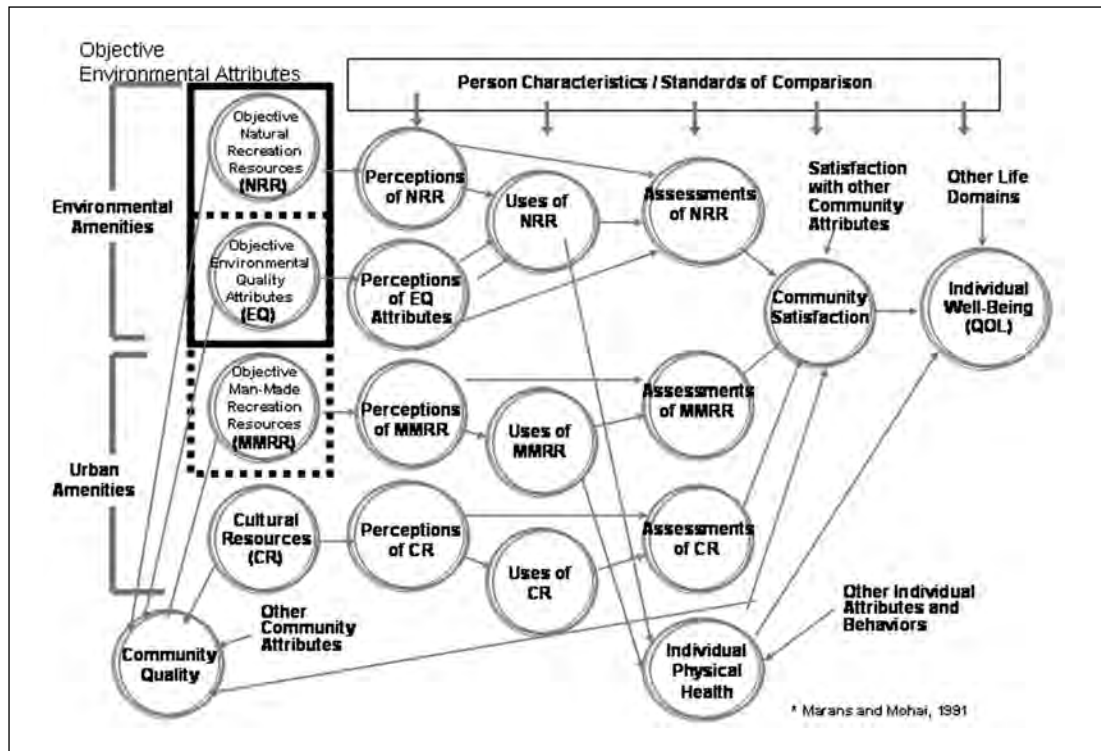 Objective
Environmental Attributes
Person Characteristics / Standards of Comparison
Environmental
Amenities
Urban
Amenities
Objective
Natural
Recreation
Resources
(NRR)
Objective
Environmental
Quality
Attributes
(EQ)
Objective
Man-Made
Recreation
Resources
(MMRR)
Cultural
Resources
(CR)
Perceptions
of NRR
Perceptions
of EQ
Attributes
Perceptions
of MMRR
Perceptions
of CR
Uses of
NRR
Uses of
MMRR
Uses of
CR
Assessments
of NRR
Assessments
of MMRR
Assessments
of CR
Satisfaction
with other
Community
Attributes
Other Life
Domains
Community
Satisfaction
Individual
Well-Being
(QOL)
Other
Community
Attributes
Community
Quality
Individual
Physical
Health
Other Individual
Attributes and
Behaviors
* Marans and Mohai, 1991